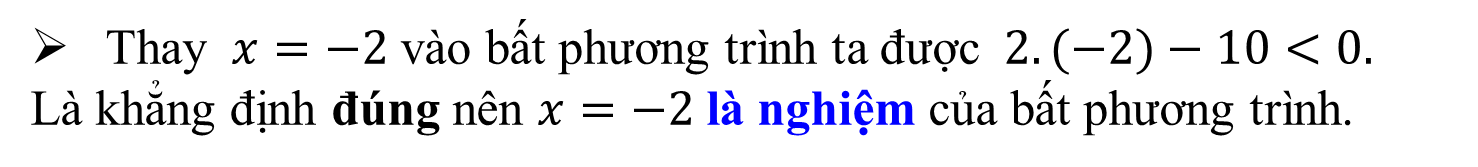 ➢ Thay x = −2 vào bất phương trình ta được 2.(−2) − 10 < 0.
Là khẳng định đúng nên x = −2 là nghiệm của bất phương trình.